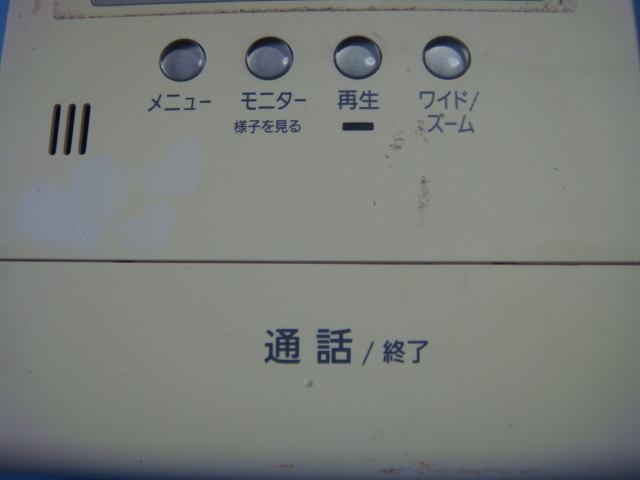 メニュー モニター 再生 ワイド/
様子を見る ズーム
通話/終了